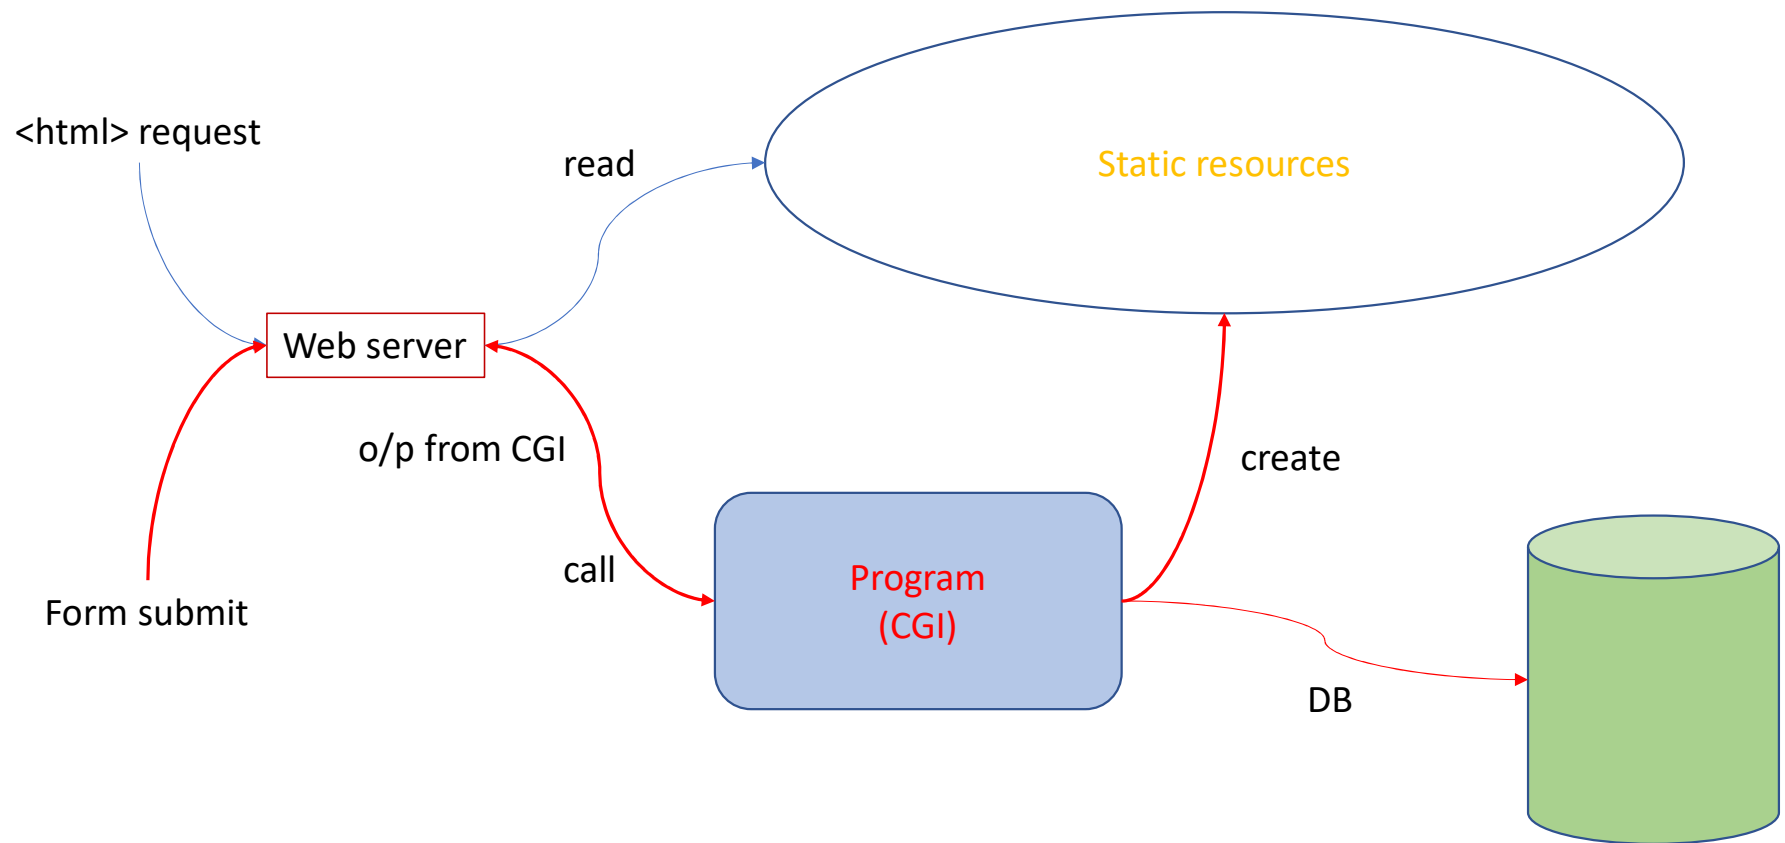 <html> request
read
Static resources
Web server
o/p from CGI
create
call
Program
(CGI)
Form submit
DB